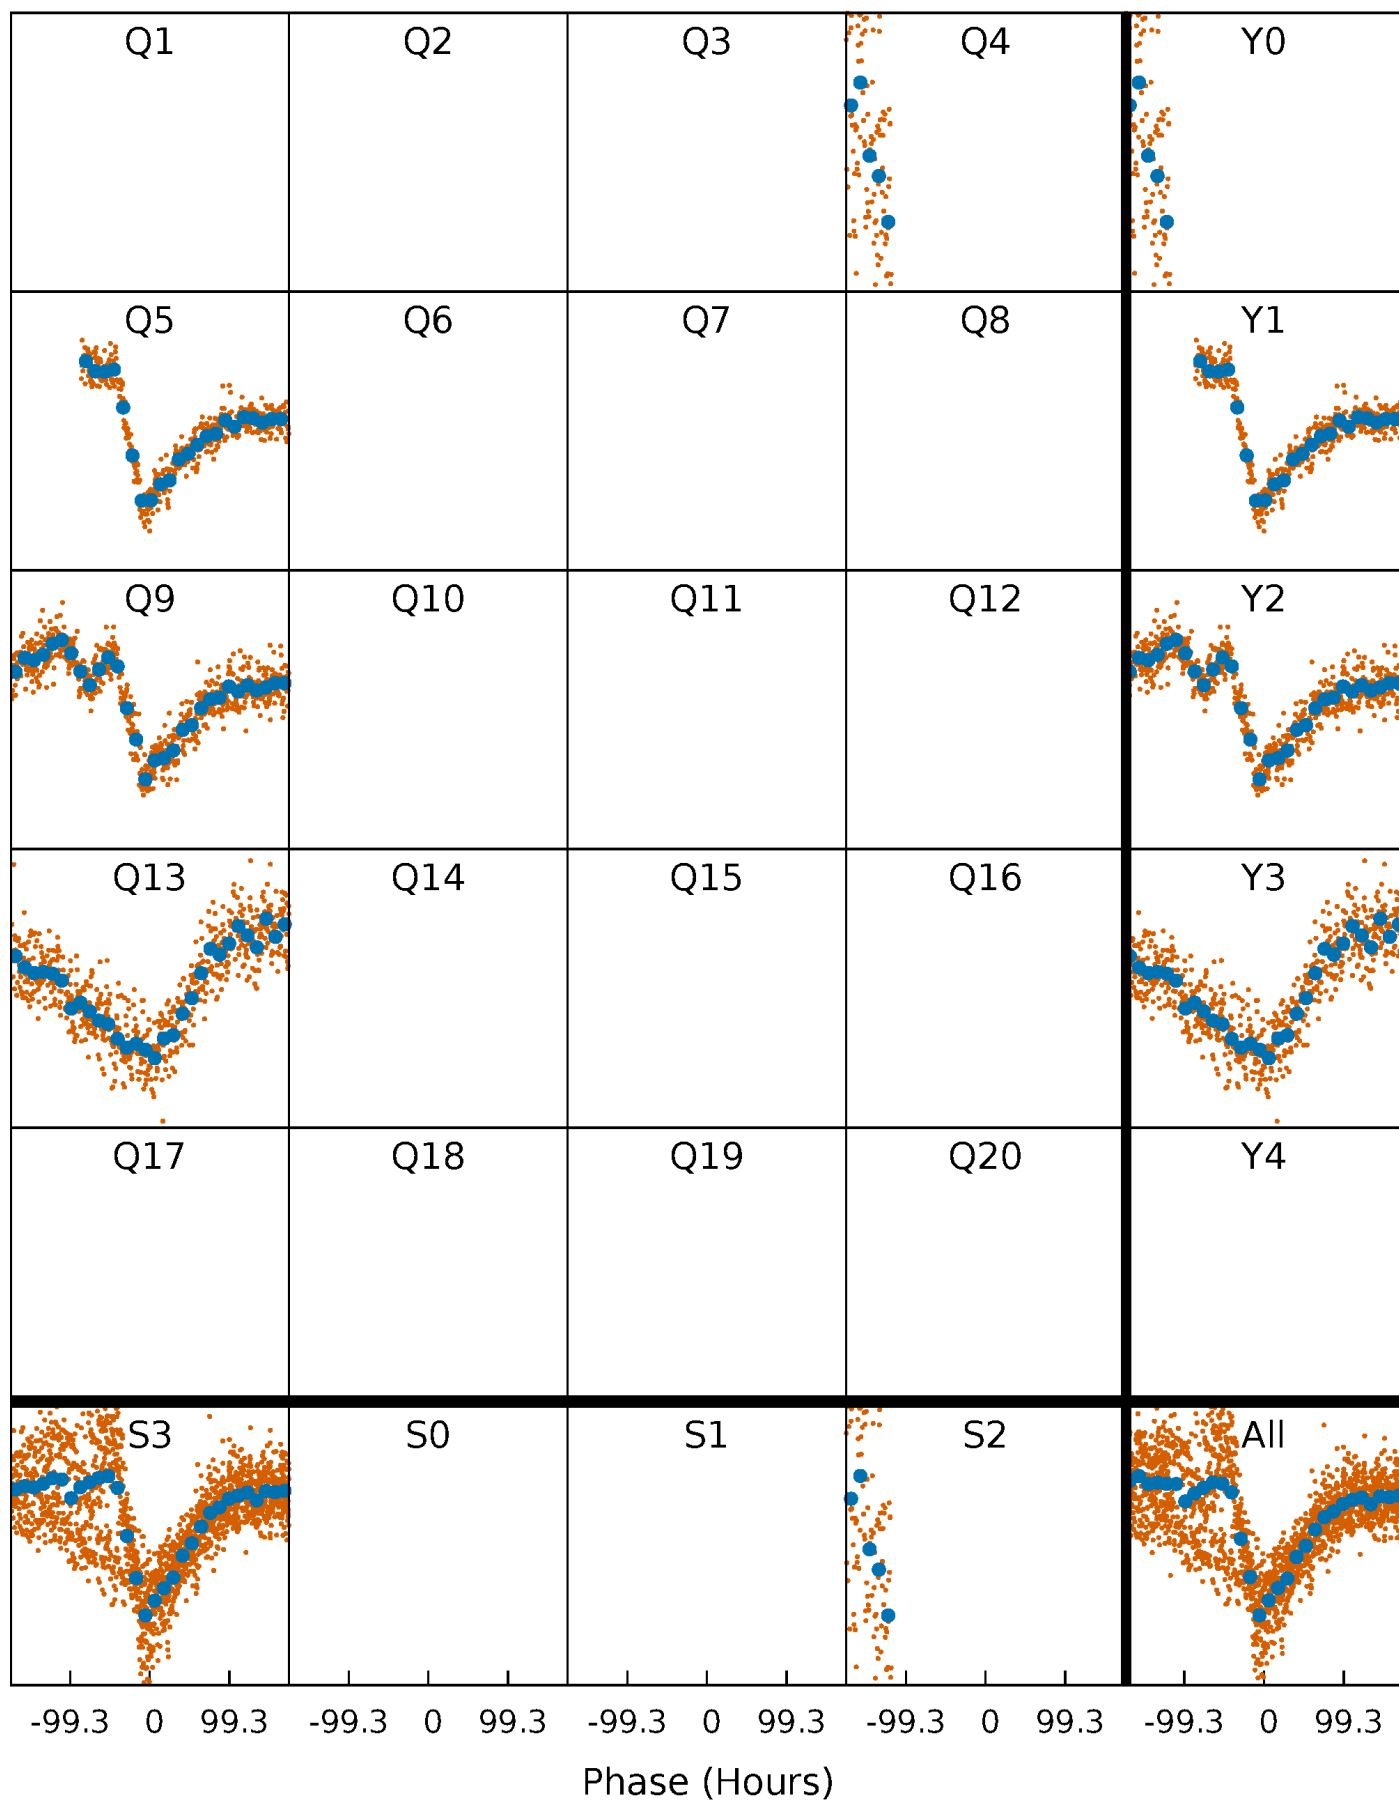 Q1 Q2 Q3 Q4 Y0
Q5 Q6 Q7 Q8 Y1
Q9 Q10 Q11 Q12 Y2
Q13 Q14 Q15 Q16 Y3
Q17 Q18 Q19 Q20 Y4
S3 S0 S1 S2 All
-99.3 0 99.3 -99.3 0 99.3 -99.3 0 99.3 -99.3 0 99.3 -99.3 0 99.3
Phase (Hours)